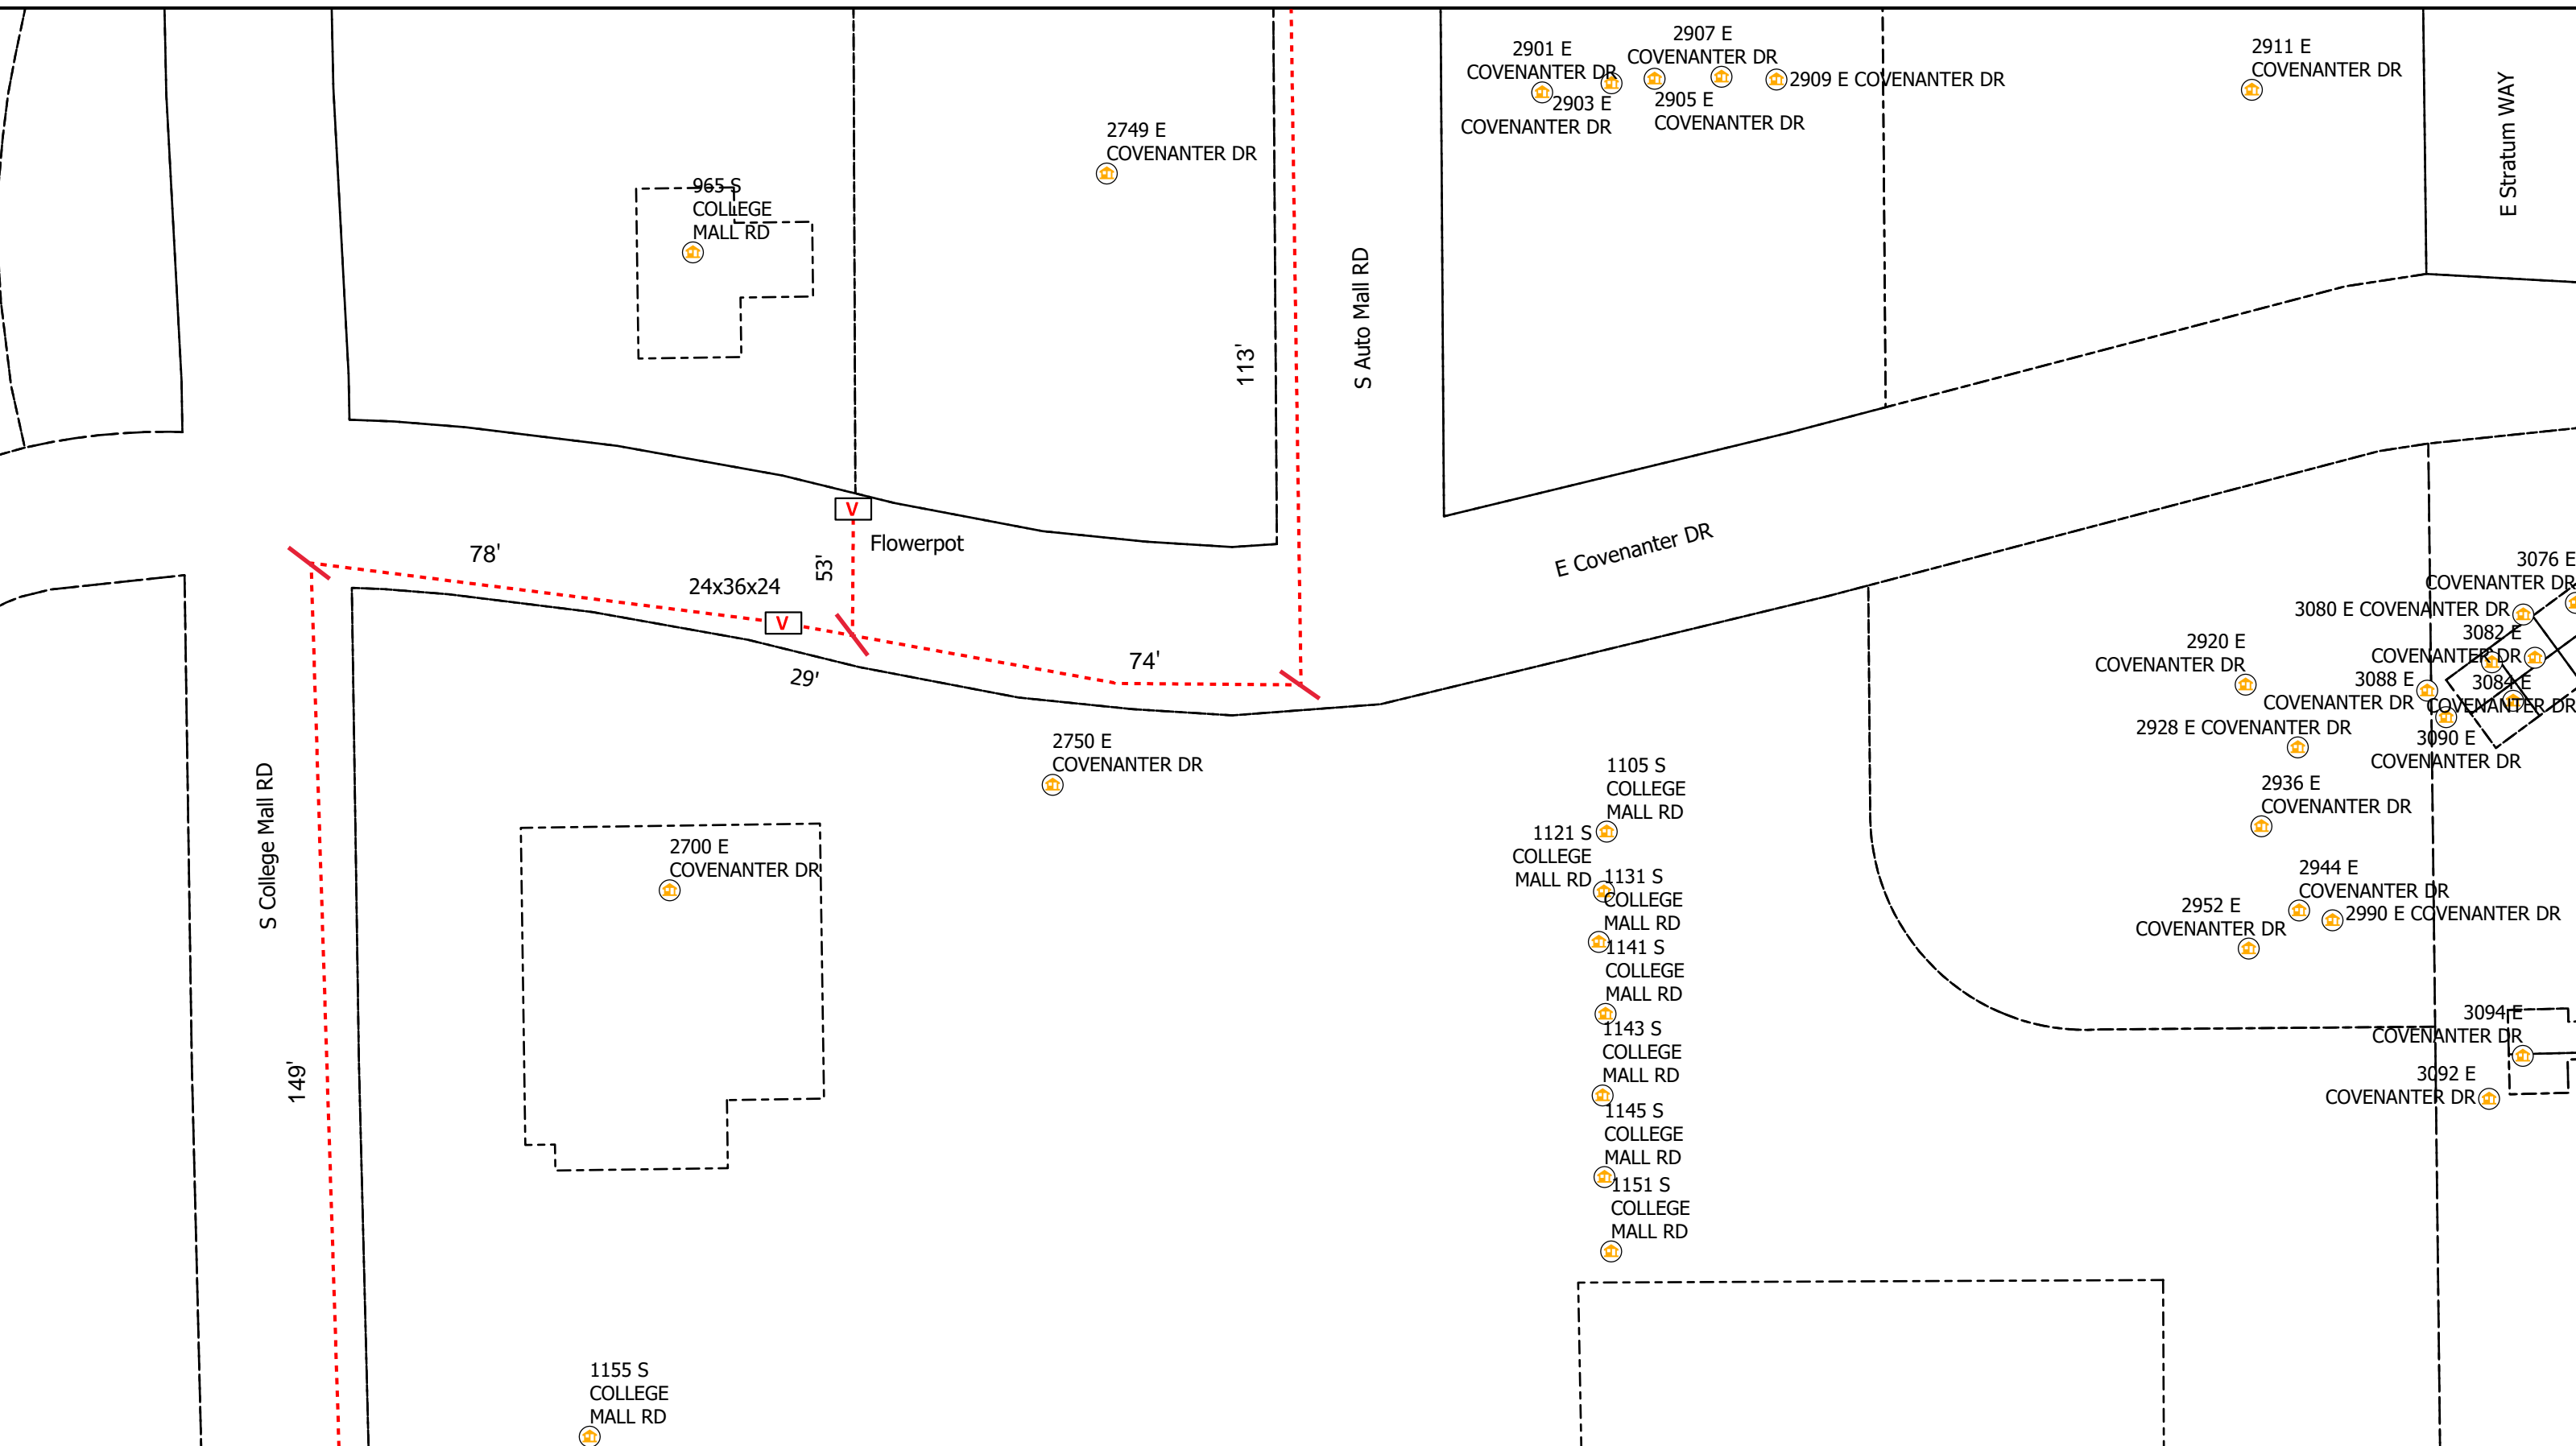 2901 E
COVENANTER DR
2907 E
COVENANTER DR
2911 E
COVENANTER DR
2903 E
COVENANTER DR
2905 E
COVENANTER DR
2909 E COVENANTER DR
E Stratum WAY
2749 E
COVENANTER DR
965 S
COLLEGE
MALL RD
113'
S Auto Mall RD
V
Flowerpot
53'
78'
24x36x24
V
29'
74'
E Covenanter DR
3076 E
COVENANTER DR
3080 E COVENANTER DR
3082 E
COVENANTER DR
2920 E
COVENANTER DR
3088 E
COVENANTER DR
3084 E
COVENANTER DR
2928 E COVENANTER DR
3090 E
COVENANTER DR
2750 E
COVENANTER DR
1105 S
COLLEGE
MALL RD
2936 E
COVENANTER DR
S College Mall RD
2700 E
COVENANTER DR
1121 S
COLLEGE
MALL RD
1131 S
COLLEGE
MALL RD
2944 E
COVENANTER DR
2952 E
COVENANTER DR
2990 E COVENANTER DR
1141 S
COLLEGE
MALL RD
1143 S
COLLEGE
MALL RD
3094 E
COVENANTER DR
3092 E
COVENANTER DR
149'
1145 S
COLLEGE
MALL RD
1151 S
COLLEGE
MALL RD
1155 S
COLLEGE
MALL RD